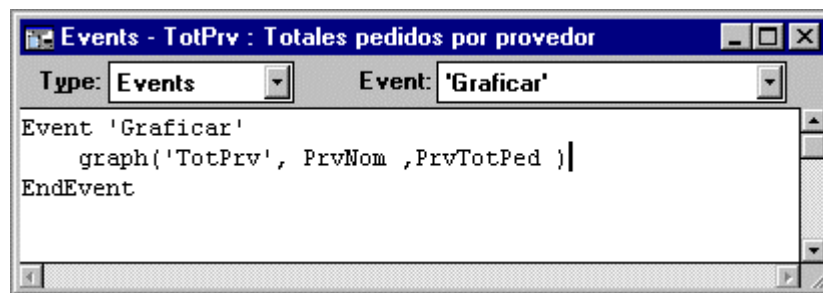 Events - TotPrv : Totales pedidos por provedor
Type: Events Event: 'Graficar'
Event 'Graficar'
graph('TotPrv', PrvNom ,PrvTotPed )
EndEvent